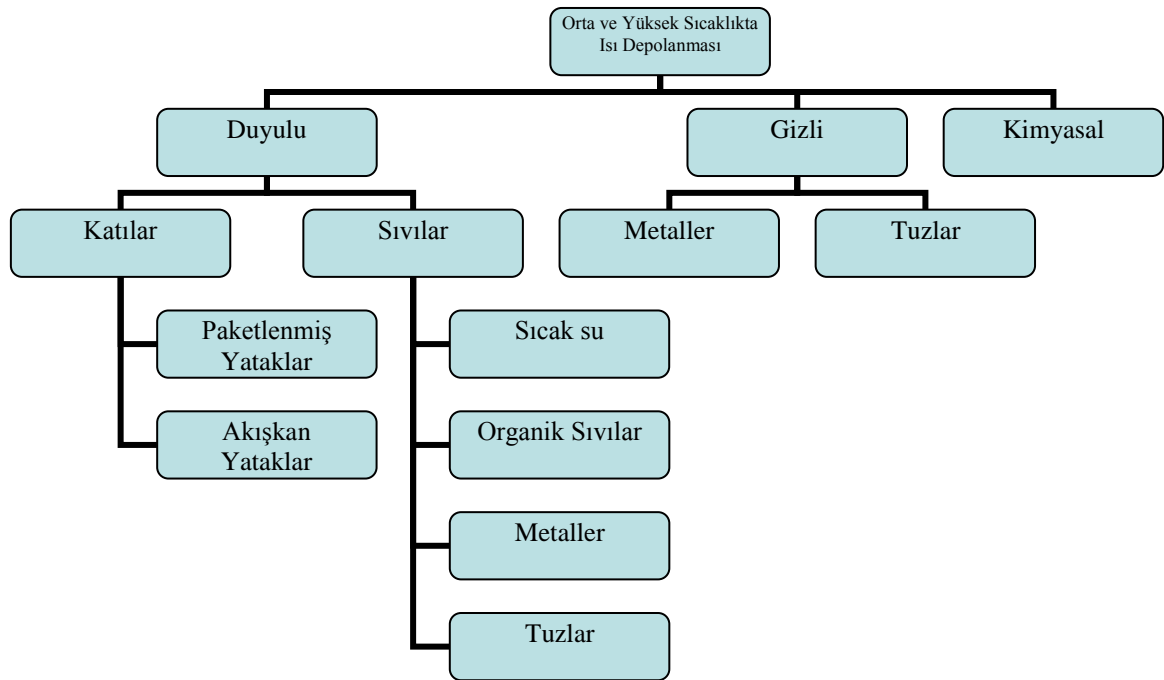 Orta ve Yüksek Sıcaklıkta
Isı Depolanması
Duyulu
Gizli
Kimyasal
Katılar
Sıvılar
Metaller
Tuzlar
Paketlenmiş
Yataklar
Sıcak su
Akışkan
Yataklar
Organik Sıvılar
Metaller
Tuzlar